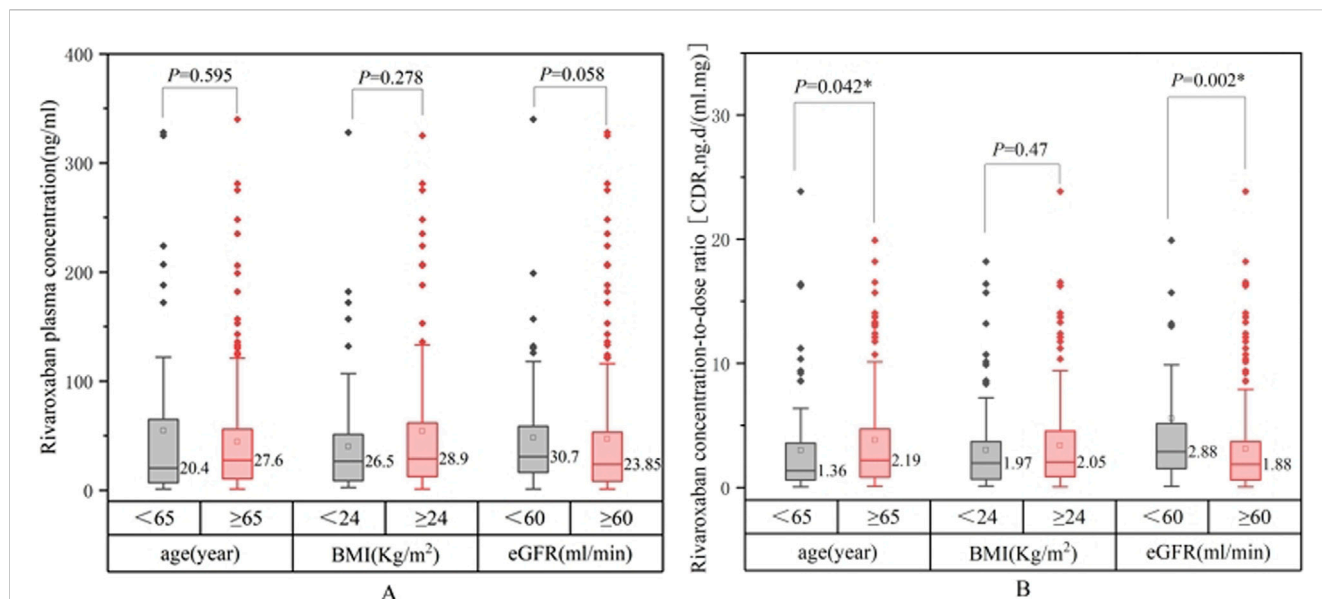 400
300
200
100
0
Rivaroxaban plasma concentration(ng/ml)
P=0.595
P=0.278
P=0.058
20.4
27.6
26.5
28.9
30.7
23.85
<65
≥65
<24
≥24
<60
≥60
age(year)
BMI(Kg/m²)
eGFR(ml/min)
A
Rivaroxaban concentration-to-dose ratio [CDR,ng.d/(ml.mg)]
30
20
10
0
P=0.042*
P=0.47
P=0.002*
1.36
2.19
1.97
2.05
2.88
1.88
<65
≥65
<24
≥24
<60
≥60
age(year)
BMI(Kg/m²)
eGFR(ml/min)
B